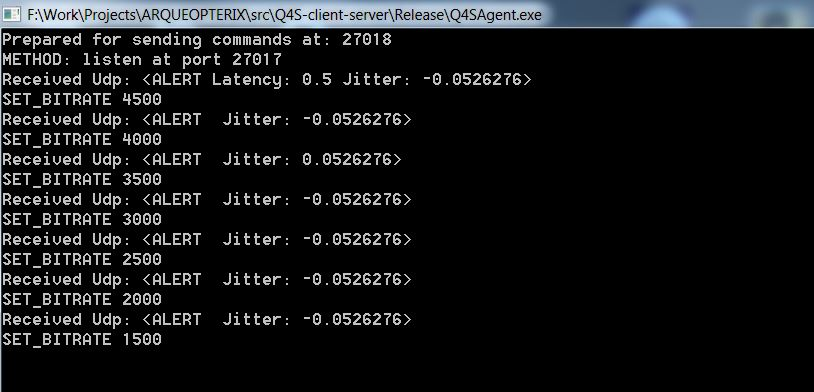 F:\Work\Projects\ARQUEOPTERIX\src\Q4S-client-server\Release\Q4SAgent.exe
Prepared for sending commands at: 27018
METHOD: listen at port 27017
Received Udp: <ALERT Latency: 0.5 Jitter: -0.0526276>
SET_BITRATE 4500
Received Udp: <ALERT  Jitter: -0.0526276>
SET_BITRATE 4000
Received Udp: <ALERT  Jitter: 0.0526276>
SET_BITRATE 3500
Received Udp: <ALERT  Jitter: -0.0526276>
SET_BITRATE 3000
Received Udp: <ALERT  Jitter: -0.0526276>
SET_BITRATE 2500
Received Udp: <ALERT  Jitter: -0.0526276>
SET_BITRATE 2000
Received Udp: <ALERT  Jitter: -0.0526276>
SET_BITRATE 1500